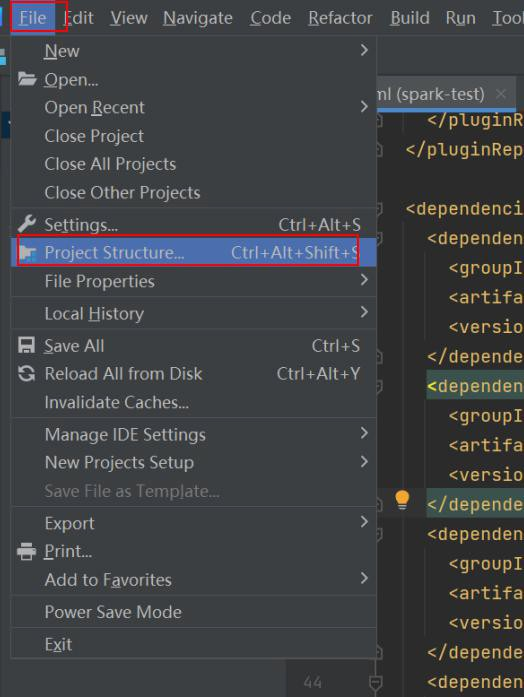 File Edit View Navigate Code Refactor Build Run Tool
New
Open...
Open Recent
Close Project
Close All Projects
Close Other Projects
Settings... Ctrl+Alt+S
Project Structure... Ctrl+Alt+Shift+S
File Properties
Local History
Save All Ctrl+S
Reload All from Disk Ctrl+Alt+Y
Invalidate Caches...
Manage IDE Settings
New Projects Setup
Save File as Template...
Export
Print...
Add to Favorites
Power Save Mode
Exit
ml (spark-test)
</pluginR
</pluginRep
<dependenci
<dependen
<groupI
<artifa
<versio
</depende
<dependen
<groupI
<artifa
<versio
</depende
<dependen
<groupI
<artifa
<versio
</depende
44 <dependen